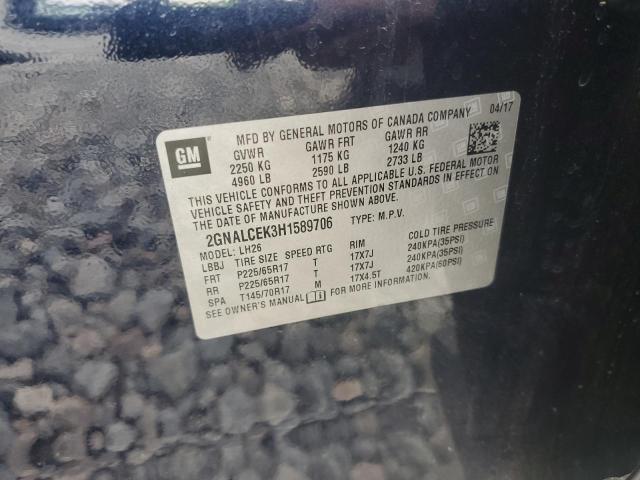 GM
MFD BY GENERAL MOTORS OF CANADA COMPANY 04/17
GVWR GAWR FRT GAWR RR
2250 KG 1175 KG 1240 KG
4960 LB 2590 LB 2733 LB
THIS VEHICLE CONFORMS TO ALL APPLICABLE U.S. FEDERAL MOTOR
VEHICLE SAFETY AND THEFT PREVENTION STANDARDS IN EFFECT ON
THE DATE OF MANUFACTURE SHOWN ABOVE.
2GNALCEK3H1589706 TYPE: M.P.V.
MODEL: LH26
LBBJ TIRE SIZE SPEED RTG RIM COLD TIRE PRESSURE
FRT P225/65R17 T 17X7J 240KPA(35PSI)
RR P225/65R17 T 17X7J 240KPA(35PSI)
SPA T145/70R17 M 17X4.5T 420KPA(60PSI)
SEE OWNER'S MANUAL FOR MORE INFORMATION.